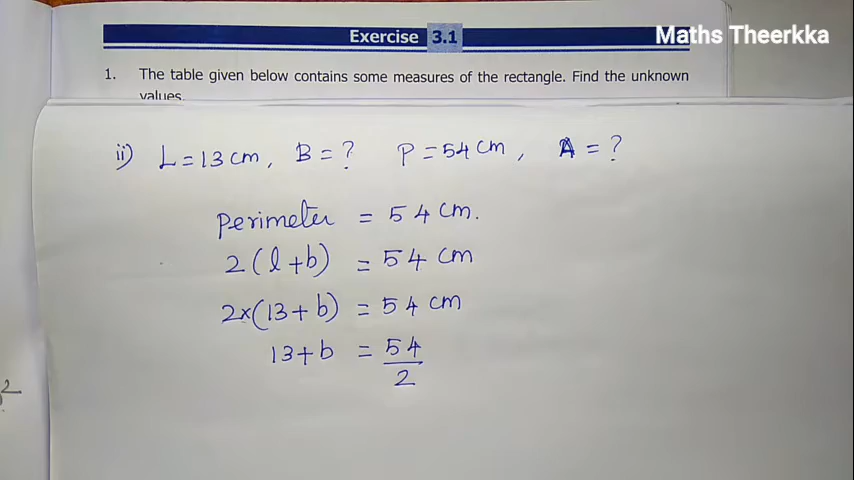 Exercise 3.1
Maths Theerkka
1. The table given below contains some measures of the rectangle. Find the unknown
values.
ii) L = 13 cm, B = ? P = 54 cm, A = ?
perimeter = 54 cm.
2(l+b) = 54 cm
2×(13+b) = 54 cm
13+b = 54/2